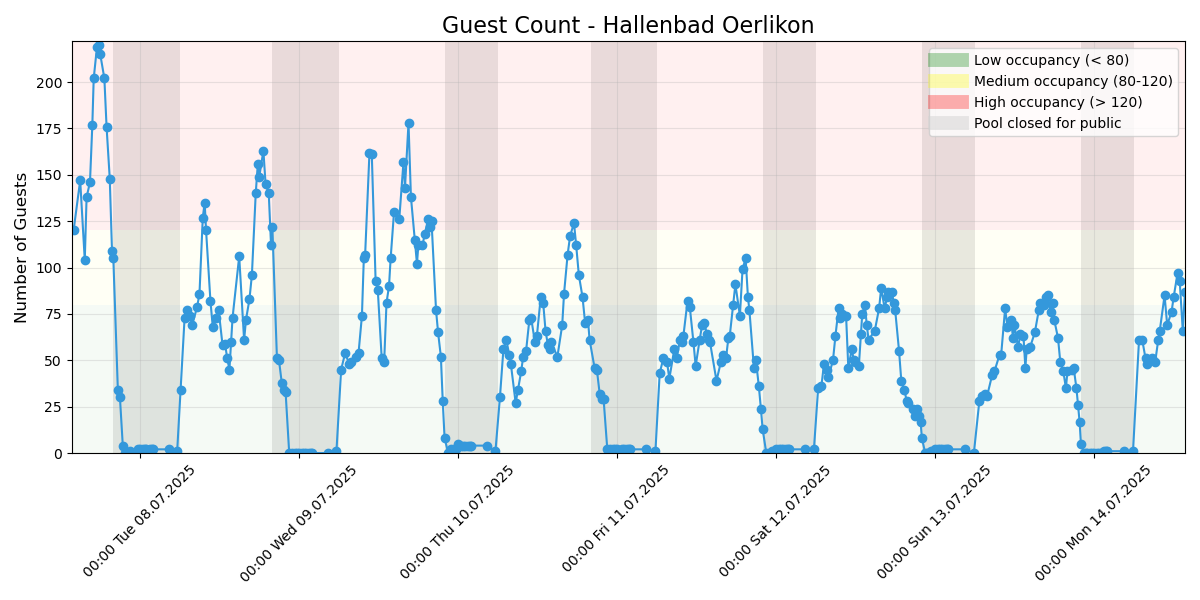 Guest Count - Hallenbad Oerlikon
Number of Guests
200
175
150
125
100
75
50
25
0
Low occupancy (< 80)
Medium occupancy (80-120)
High occupancy (> 120)
Pool closed for public
00:00 Tue 08.07.2025
00:00 Wed 09.07.2025
00:00 Thu 10.07.2025
00:00 Fri 11.07.2025
00:00 Sat 12.07.2025
00:00 Sun 13.07.2025
00:00 Mon 14.07.2025